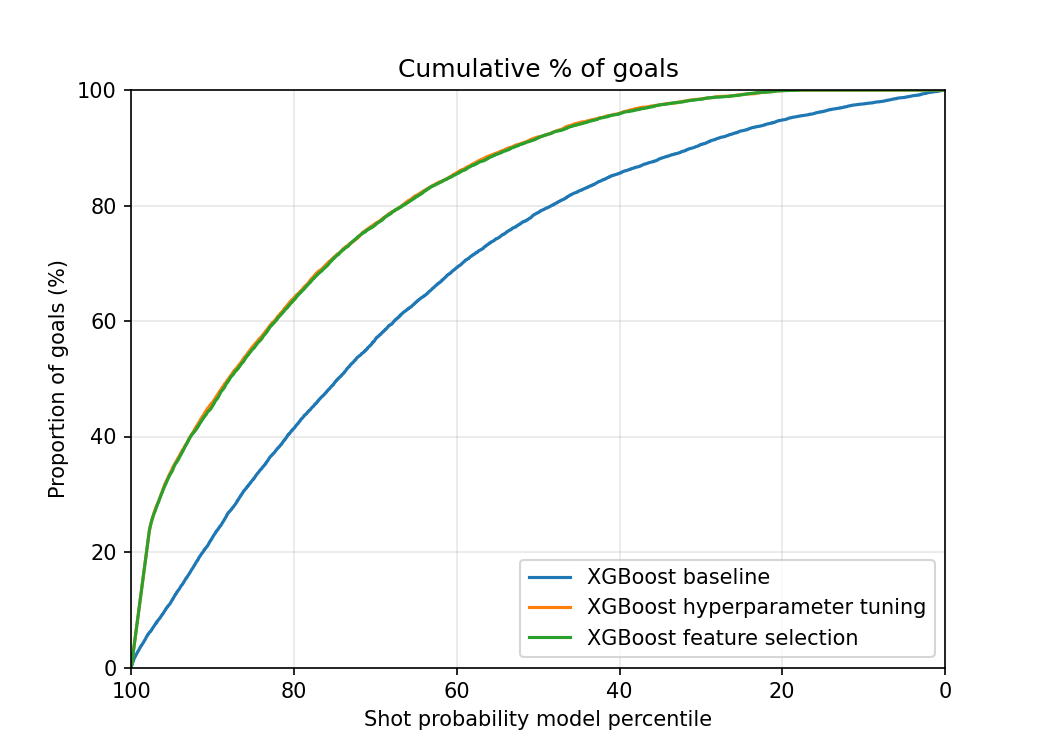 Cumulative % of goals
100
80
60
40
20
0
Proportion of goals (%)
XGBoost baseline
XGBoost hyperparameter tuning
XGBoost feature selection
100 80 60 40 20 0
Shot probability model percentile